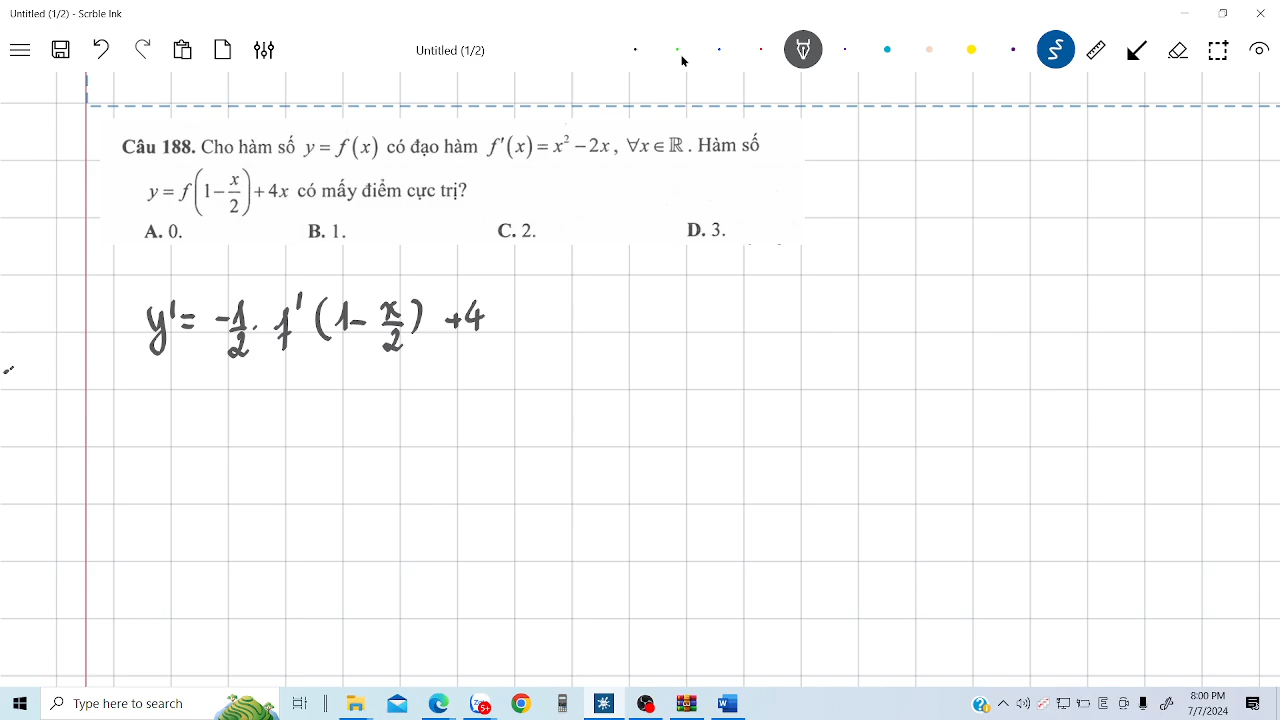 Untitled (1/2) - Scrble Ink
Untitled (1/2)
Câu 188. Cho hàm số y = f(x) có đạo hàm f'(x) = x² − 2x, ∀x ∈ ℝ. Hàm số
y = f(1 − x/2) + 4x có mấy điểm cực trị?
A. 0. B. 1. C. 2. D. 3.
y' = -1/2 . f' (1 - x/2) + 4
Type here to search
5+
8:00 PM
7/7/2024